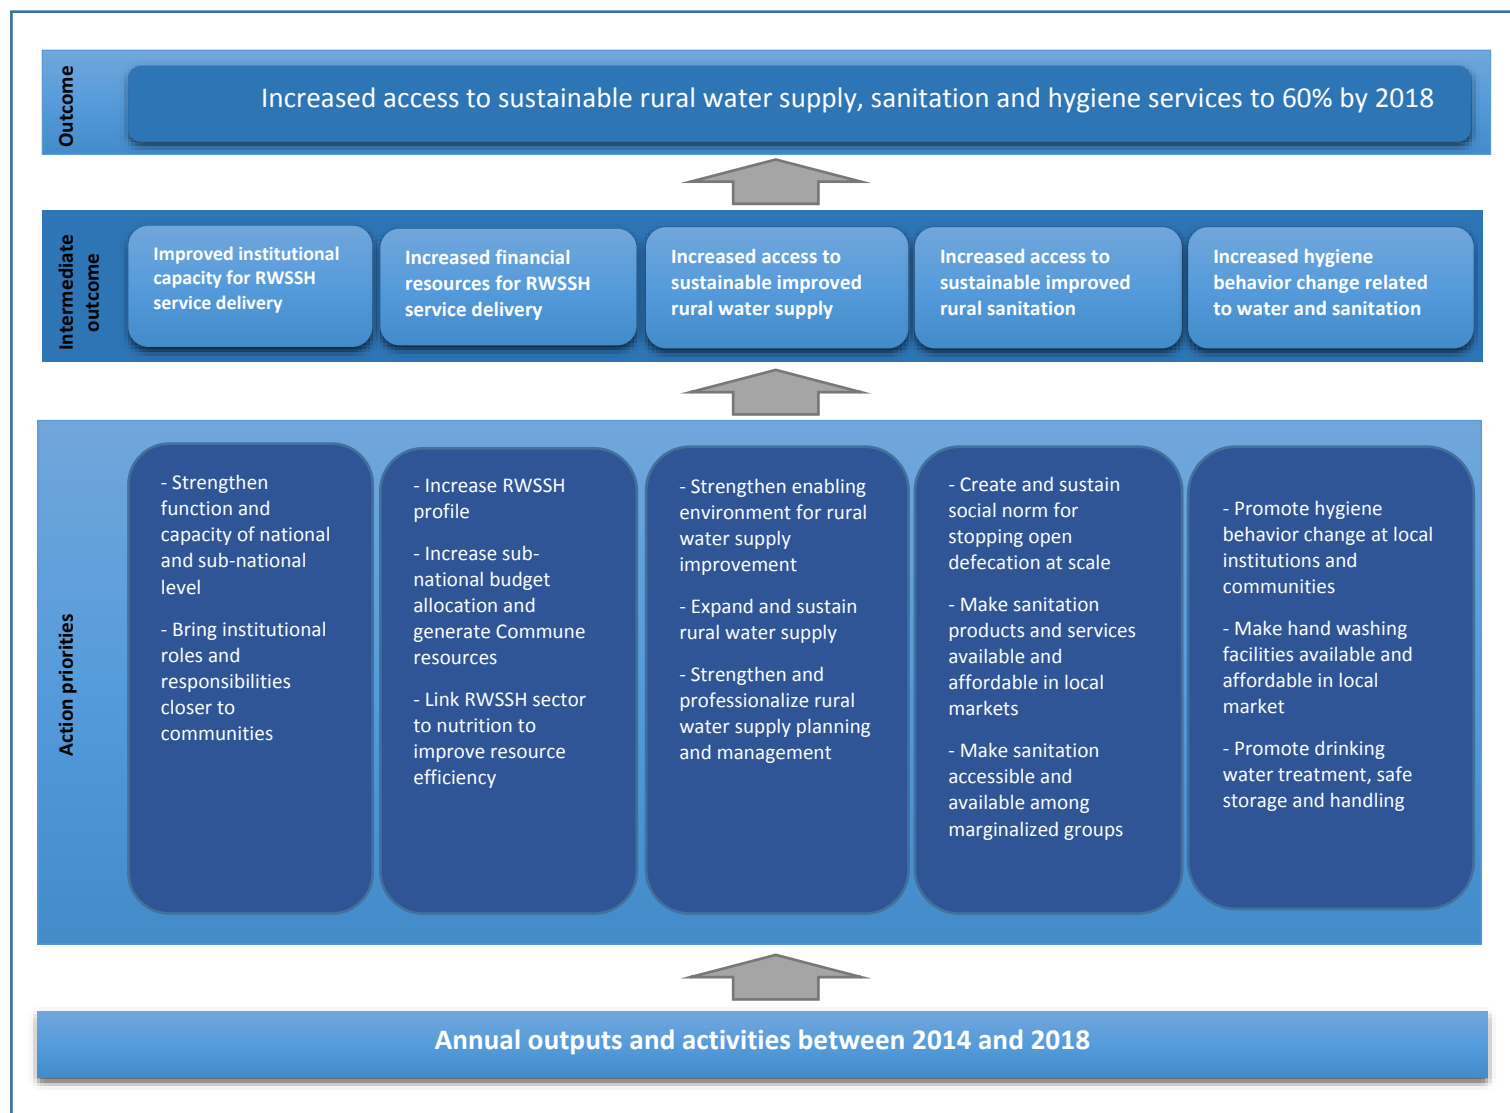 Outcome
Increased access to sustainable rural water supply, sanitation and hygiene services to 60% by 2018
Intermediate
outcome
Improved institutional
capacity for RWSSH
service delivery
Increased financial
resources for RWSSH
service delivery
Increased access to
sustainable improved
rural water supply
Increased access to
sustainable improved
rural sanitation
Increased hygiene
behavior change related
to water and sanitation
Action priorities
- Strengthen
function and
capacity of national
and sub-national
level
- Bring institutional
roles and
responsibilities
closer to
communities
- Increase RWSSH
profile
- Increase sub-
national budget
allocation and
generate Commune
resources
- Link RWSSH sector
to nutrition to
improve resource
efficiency
- Strengthen enabling
environment for rural
water supply
improvement
- Expand and sustain
rural water supply
- Strengthen and
professionalize rural
water supply planning
and management
- Create and sustain
social norm for
stopping open
defecation at scale
- Make sanitation
products and services
available and
affordable in local
markets
- Make sanitation
accessible and
available among
marginalized groups
- Promote hygiene
behavior change at local
institutions and
communities
- Make hand washing
facilities available and
affordable in local
market
- Promote drinking
water treatment, safe
storage and handling
Annual outputs and activities between 2014 and 2018